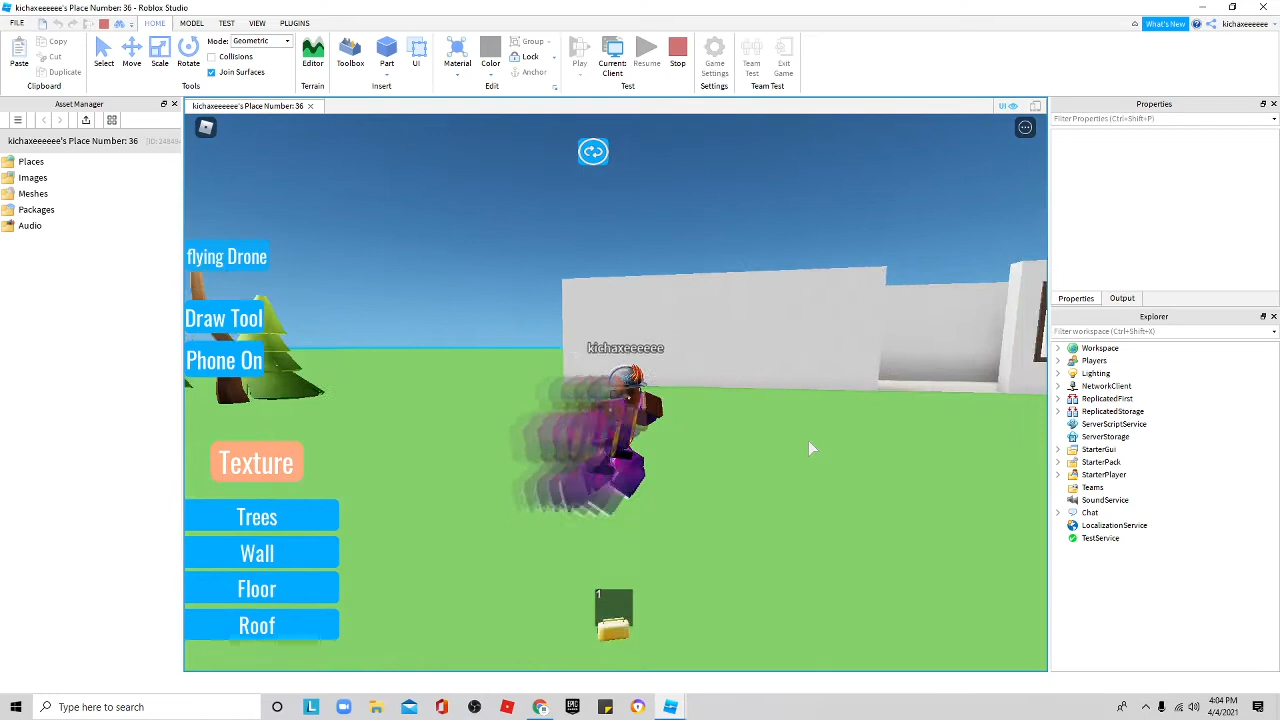 kichaxeeeeee's Place Number: 36 - Roblox Studio
FILE HOME MODEL TEST VIEW PLUGINS What's New kichaxeeeeee
Paste Copy Cut Duplicate Select Move Scale Rotate Mode: Geometric Collisions Join Surfaces Editor Toolbox Part UI Material Color Group Lock Anchor Play Current: Client Resume Stop Game Settings Team Test Exit Game
Clipboard Tools Terrain Insert Edit Test Settings Team Test
Asset Manager
kichaxeeeeee's Place Number: 36
Places
Images
Meshes
Packages
Audio
kichaxeeeeee's Place Number: 36
UI
flying Drone
Draw Tool
Phone On
Texture
Trees
Wall
Floor
Roof
kichaxeeeeee
1
Properties
Filter Properties (Ctrl+Shift+P)
Properties Output
Explorer
Filter workspace (Ctrl+Shift+X)
Workspace
Players
Lighting
NetworkClient
ReplicatedFirst
ReplicatedStorage
ServerScriptService
ServerStorage
StarterGui
StarterPack
StarterPlayer
Teams
SoundService
Chat
LocalizationService
TestService
Type here to search
L
EPIC
4:04 PM
4/4/2021